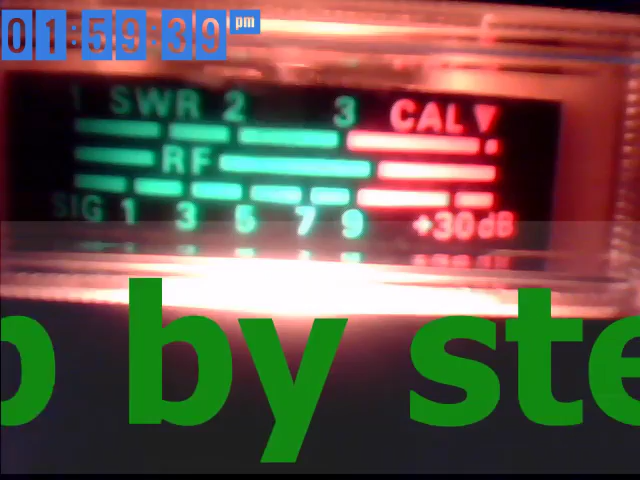 01:59:39 pm
1 SWR 2 3 CAL
RF
SIG 1 3 5 7 9 +30dB
p by ste